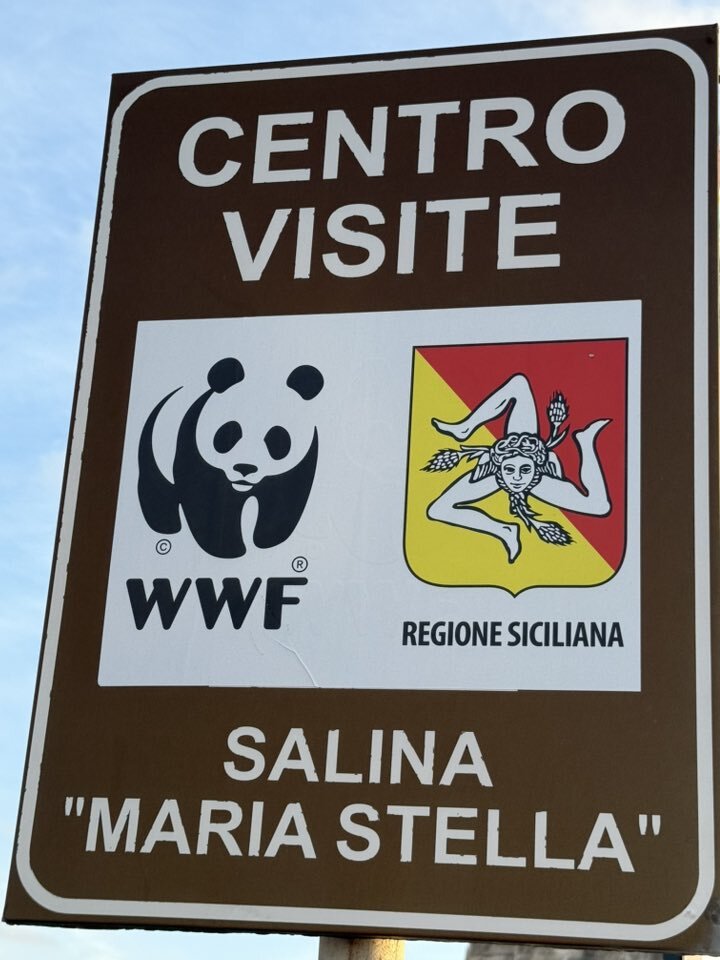 CENTRO
VISITE
©
®
WWF
REGIONE SICILIANA
SALINA
"MARIA STELLA"